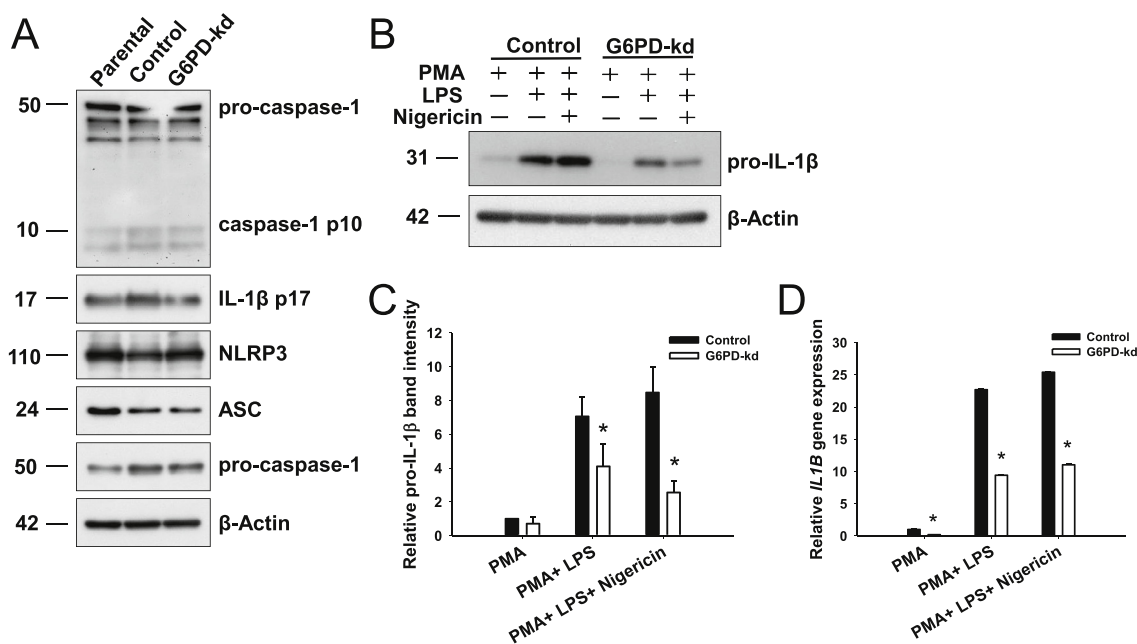 A
Parental
Control
G6PD-kd
50 pro-caspase-1
10 caspase-1 p10
17 IL-1β p17
110 NLRP3
24 ASC
50 pro-caspase-1
42 β-Actin
B
Control G6PD-kd
PMA + + + + + +
LPS – + + – + +
Nigericin – – + – – +
31 pro-IL-1β
42 β-Actin
C
Relative pro-IL-1β band intensity
Control
G6PD-kd
12
10
8
6
4
2
0
*
*
PMA
PMA+ LPS
PMA+ LPS+ Nigericin
D
Relative IL1B gene expression
Control
G6PD-kd
30
25
20
15
10
5
0
*
*
*
PMA
PMA+ LPS
PMA+ LPS+ Nigericin